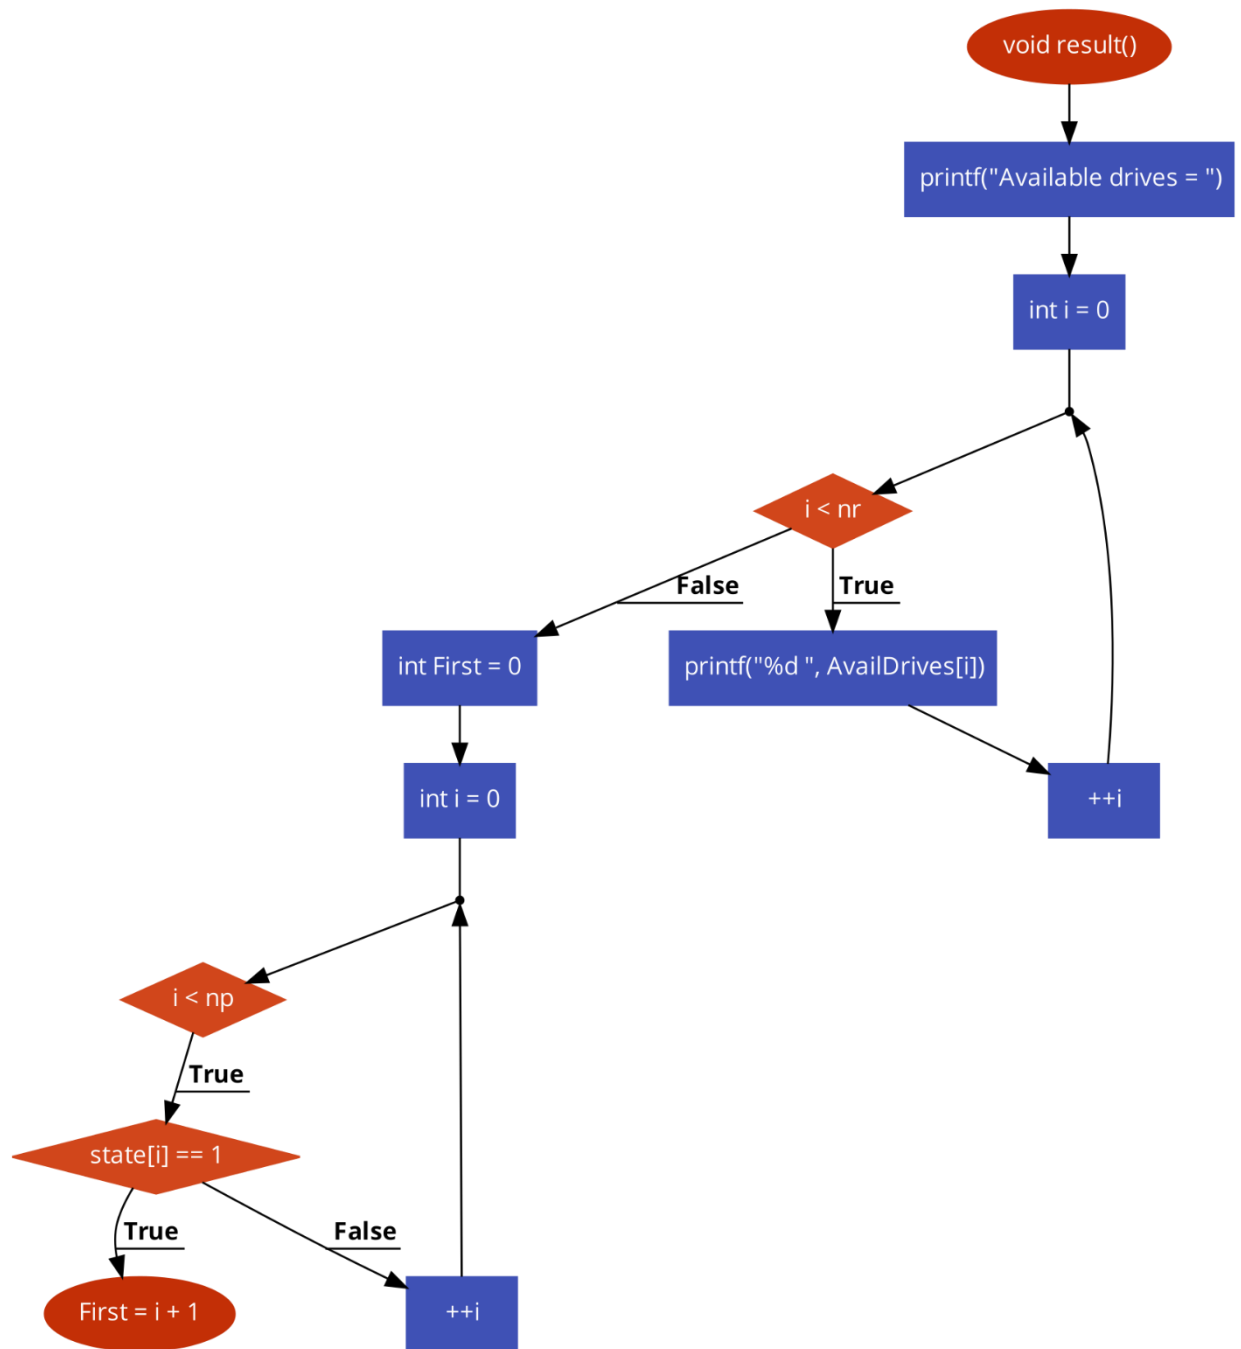 void result()
printf("Available drives = ")
int i = 0
i < nr
False
True
int First = 0
printf("%d ", AvailDrives[i])
int i = 0
++i
i < np
True
state[i] == 1
True
False
First = i + 1
++i